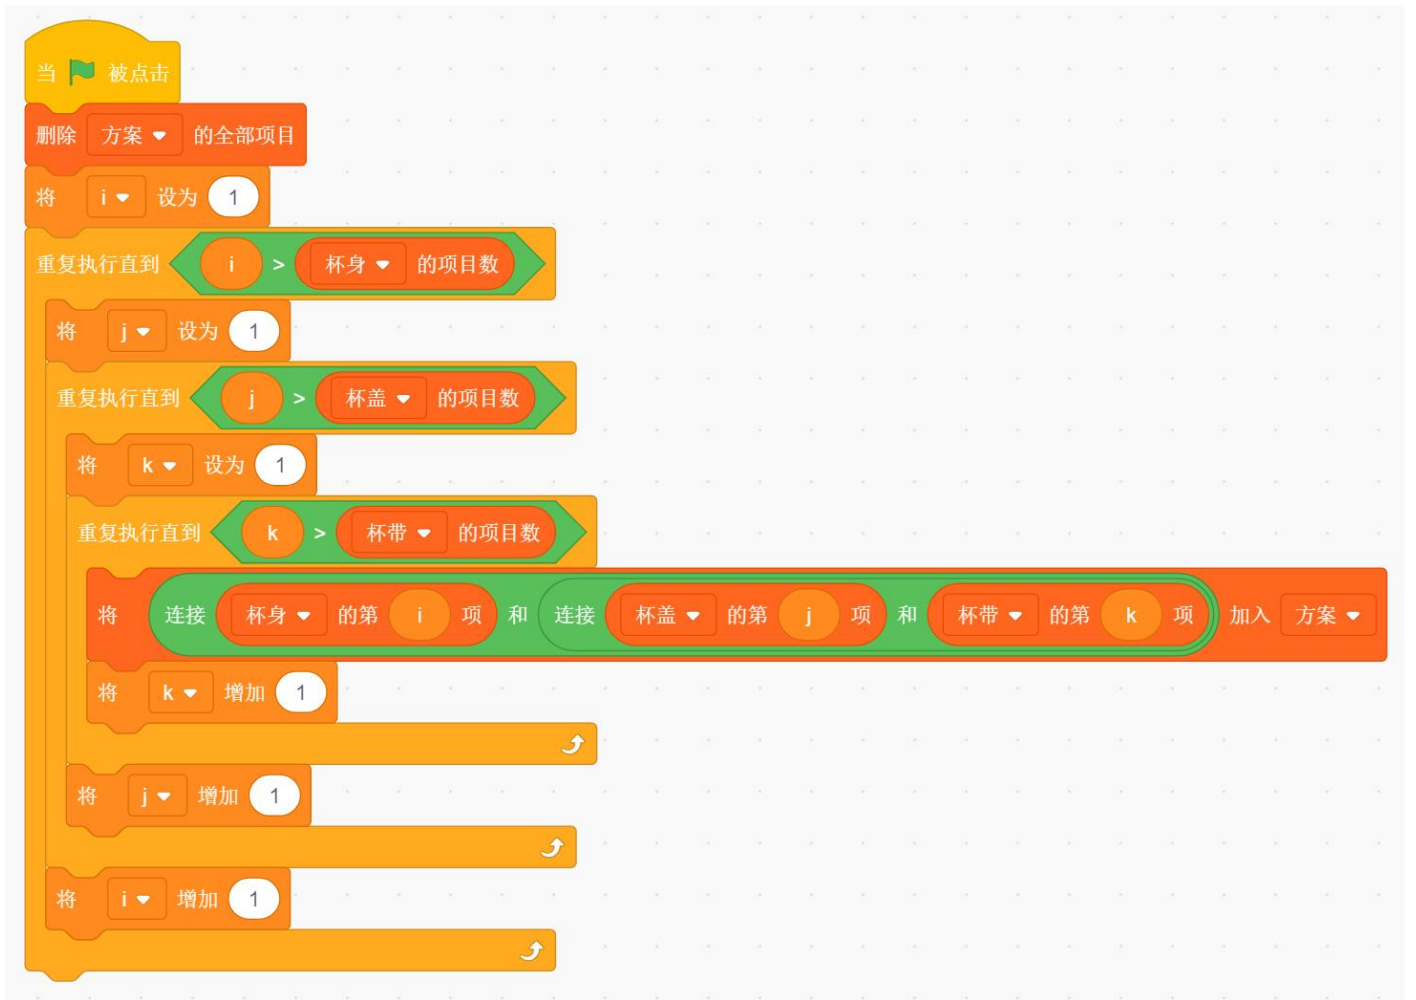 当 被点击
删除 方案 的全部项目
将 i 设为 1
重复执行直到 i > 杯身 的项目数
将 j 设为 1
重复执行直到 j > 杯盖 的项目数
将 k 设为 1
重复执行直到 k > 杯带 的项目数
将 连接 杯身 的第 i 项 和 连接 杯盖 的第 j 项 和 杯带 的第 k 项 加入 方案
将 k 增加 1
将 j 增加 1
将 i 增加 1